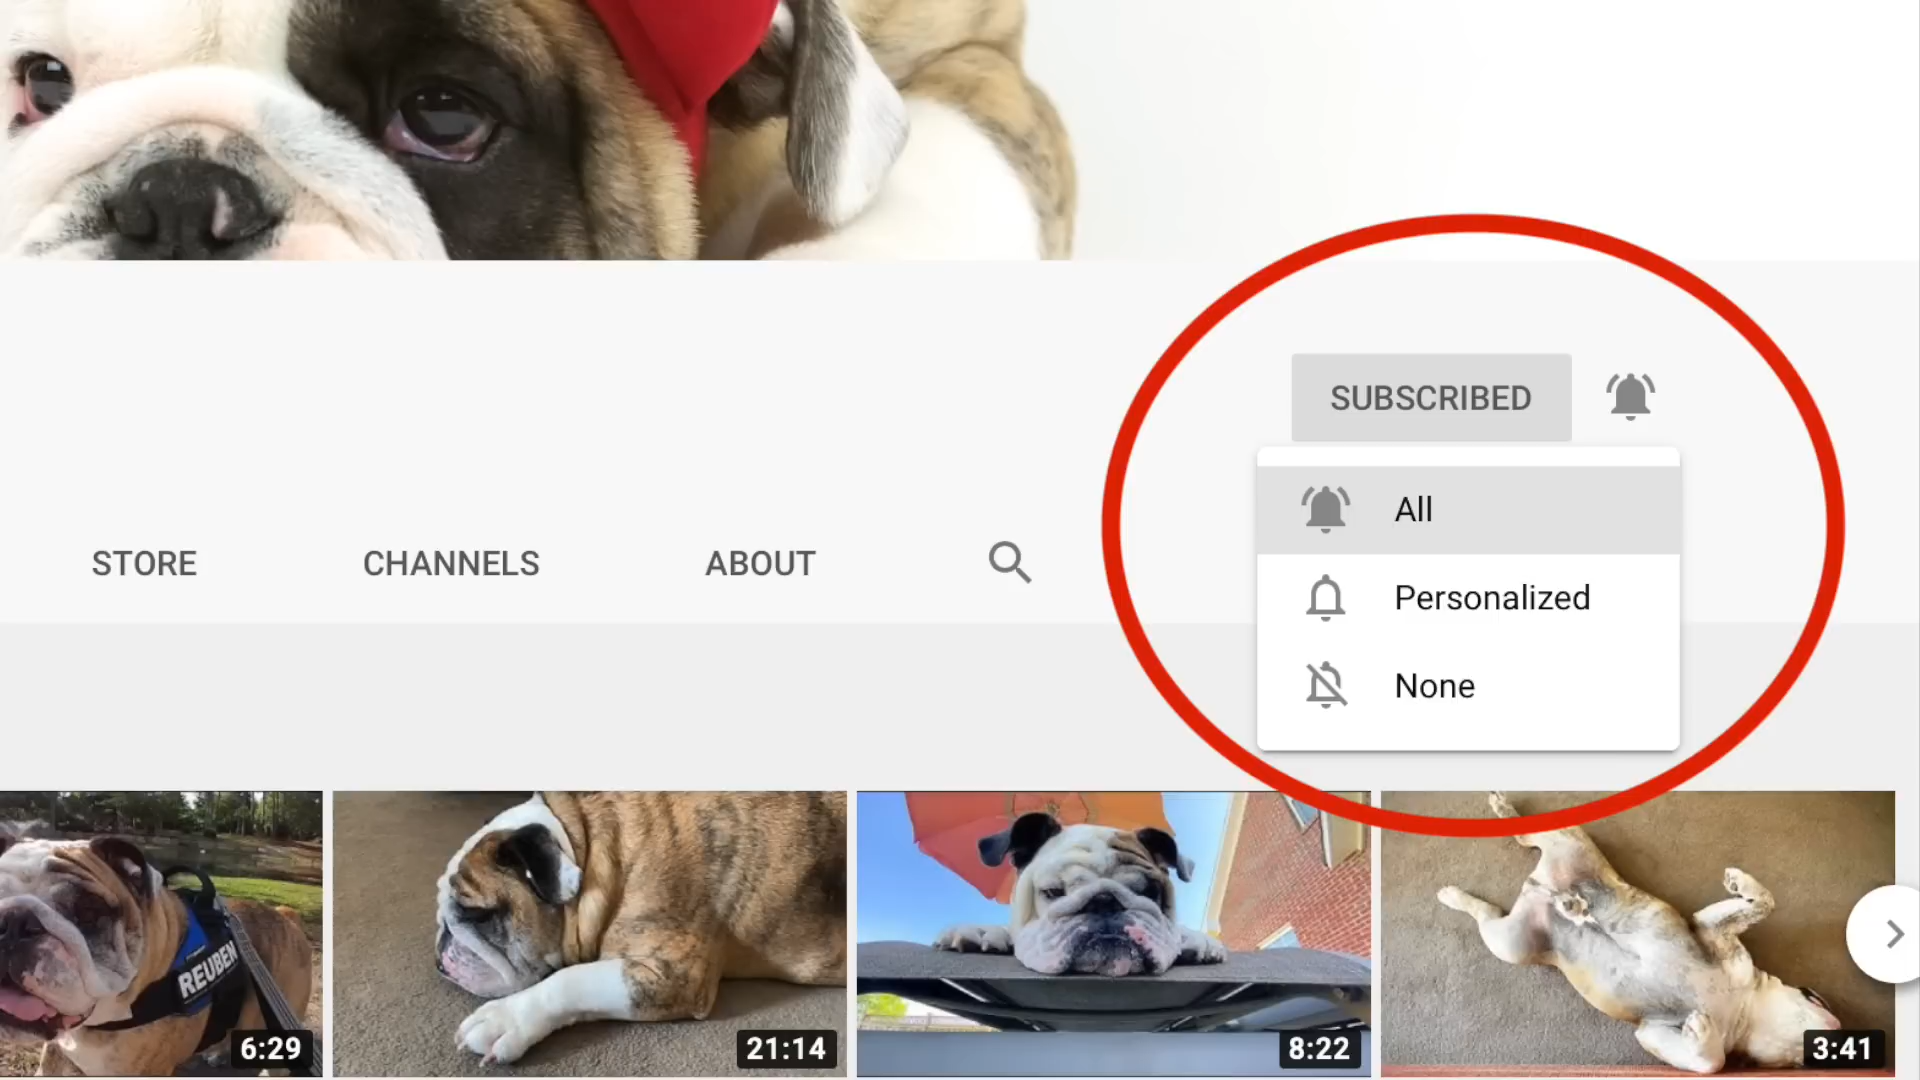 SUBSCRIBED
All
STORE
CHANNELS
ABOUT
Personalized
None
REUBEN
6:29
21:14
8:22
3:41